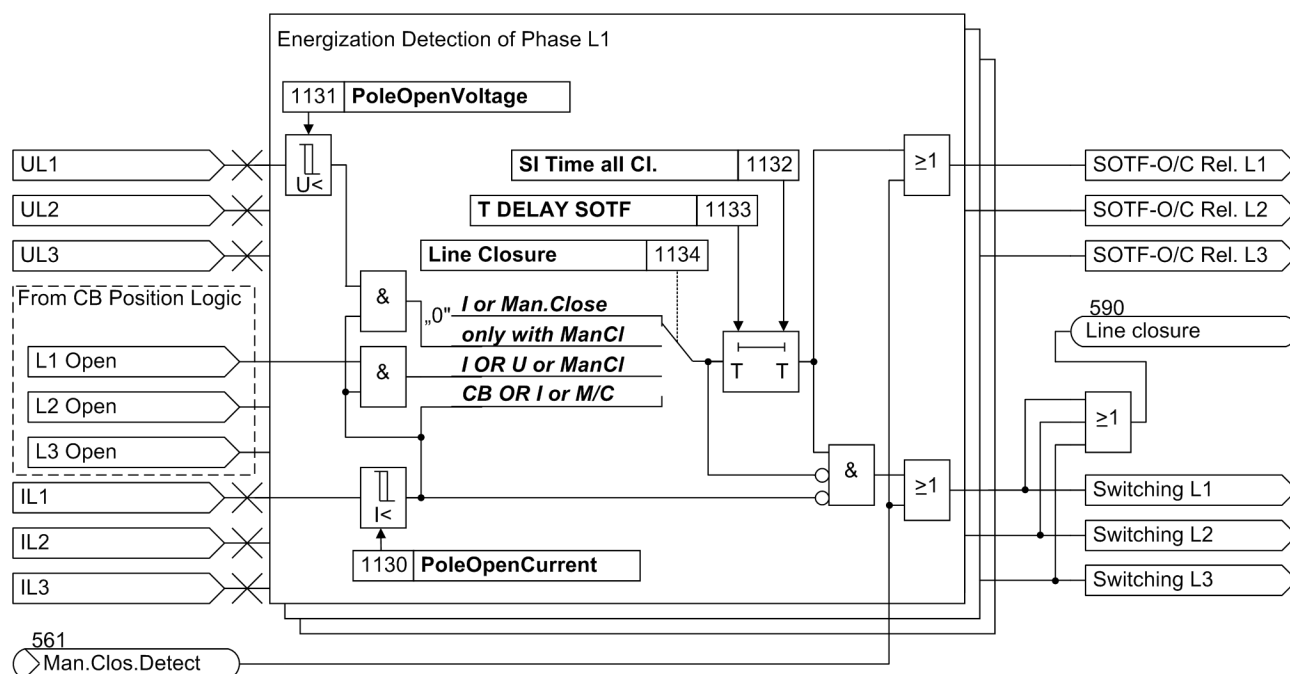 Energization Detection of Phase L1
1131 PoleOpenVoltage
UL1
U<
SI Time all Cl. 1132
≥1
SOTF-O/C Rel. L1
UL2
T DELAY SOTF 1133
SOTF-O/C Rel. L2
UL3
Line Closure 1134
SOTF-O/C Rel. L3
From CB Position Logic
&
„0" I or Man.Close
590
Line closure
only with ManCl
L1 Open
&
I OR U or ManCl
T T
L2 Open
CB OR I or M/C
≥1
L3 Open
&
≥1
IL1
I<
Switching L1
IL2
Switching L2
1130 PoleOpenCurrent
IL3
Switching L3
561
Man.Clos.Detect